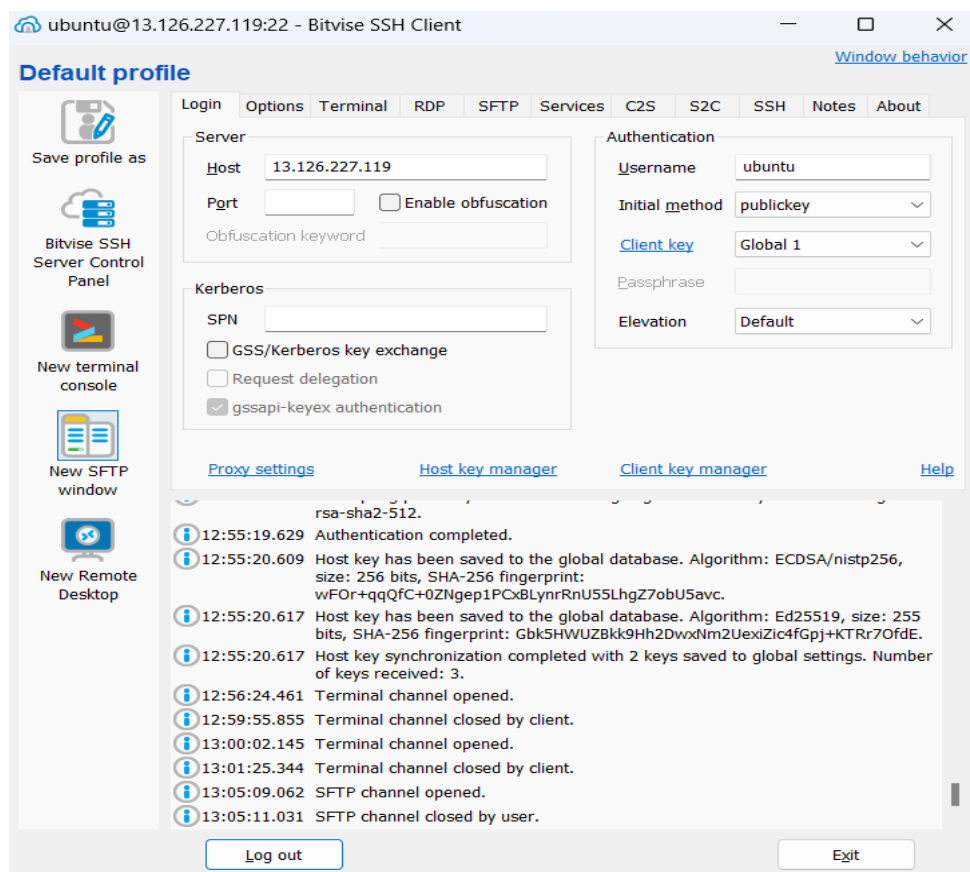 ubuntu@13.126.227.119:22 - Bitvise SSH Client
Window behavior
Default profile
Login Options Terminal RDP SFTP Services C2S S2C SSH Notes About
Save profile as
Bitvise SSH
Server Control
Panel
New terminal
console
New SFTP
window
New Remote
Desktop
Server
Host 13.126.227.119
Port Enable obfuscation
Obfuscation keyword
Kerberos
SPN
GSS/Kerberos key exchange
Request delegation
gssapi-keyex authentication
Authentication
Username ubuntu
Initial method publickey
Client key Global 1
Passphrase
Elevation Default
Proxy settings Host key manager Client key manager Help
rsa-sha2-512.
12:55:19.629 Authentication completed.
12:55:20.609 Host key has been saved to the global database. Algorithm: ECDSA/nistp256,
size: 256 bits, SHA-256 fingerprint:
wFOr+qqQfC+0ZNgep1PCxBLynrRnU55LhgZ7obU5avc.
12:55:20.617 Host key has been saved to the global database. Algorithm: Ed25519, size: 255
bits, SHA-256 fingerprint: Gbk5HWUZBkk9Hh2DwxNm2UexiZic4fGpj+KTRr7OfdE.
12:55:20.617 Host key synchronization completed with 2 keys saved to global settings. Number
of keys received: 3.
12:56:24.461 Terminal channel opened.
12:59:55.855 Terminal channel closed by client.
13:00:02.145 Terminal channel opened.
13:01:25.344 Terminal channel closed by client.
13:05:09.062 SFTP channel opened.
13:05:11.031 SFTP channel closed by user.
Log out Exit